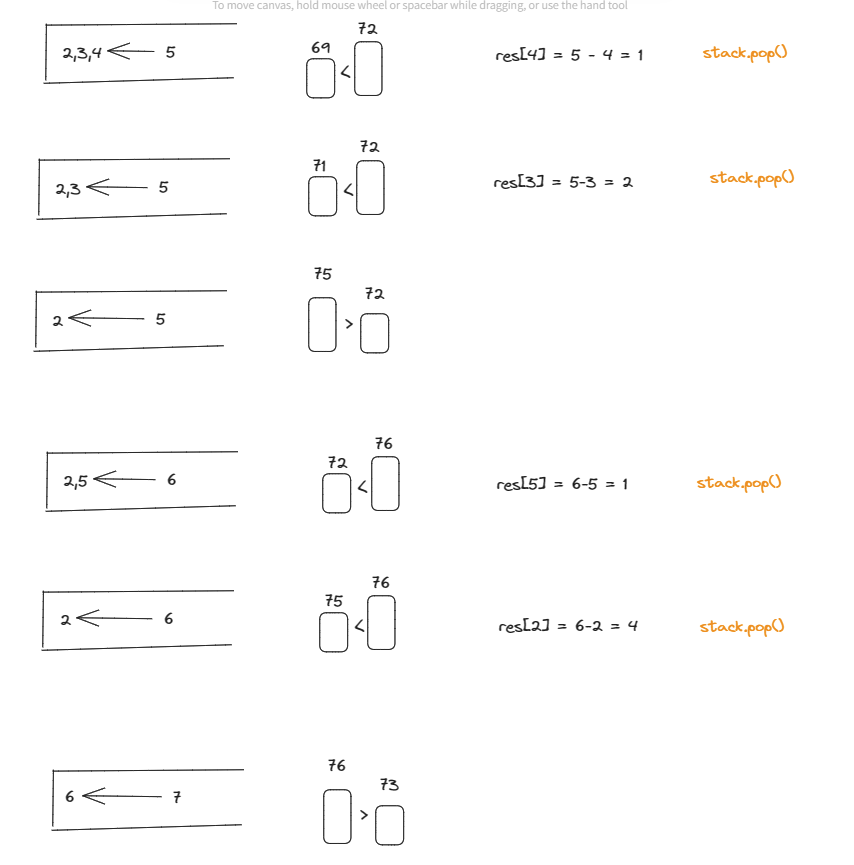 To move canvas, hold mouse wheel or spacebar while dragging, or use the hand tool
72
69
2,3,4 5 < res[4] = 5 - 4 = 1 stack.pop()
72
71
2,3 5 < res[3] = 5-3 = 2 stack.pop()
75
72
2 5 >
76
72
2,5 6 < res[5] = 6-5 = 1 stack.pop()
76
75
2 6 < res[2] = 6-2 = 4 stack.pop()
76
73
6 7 >